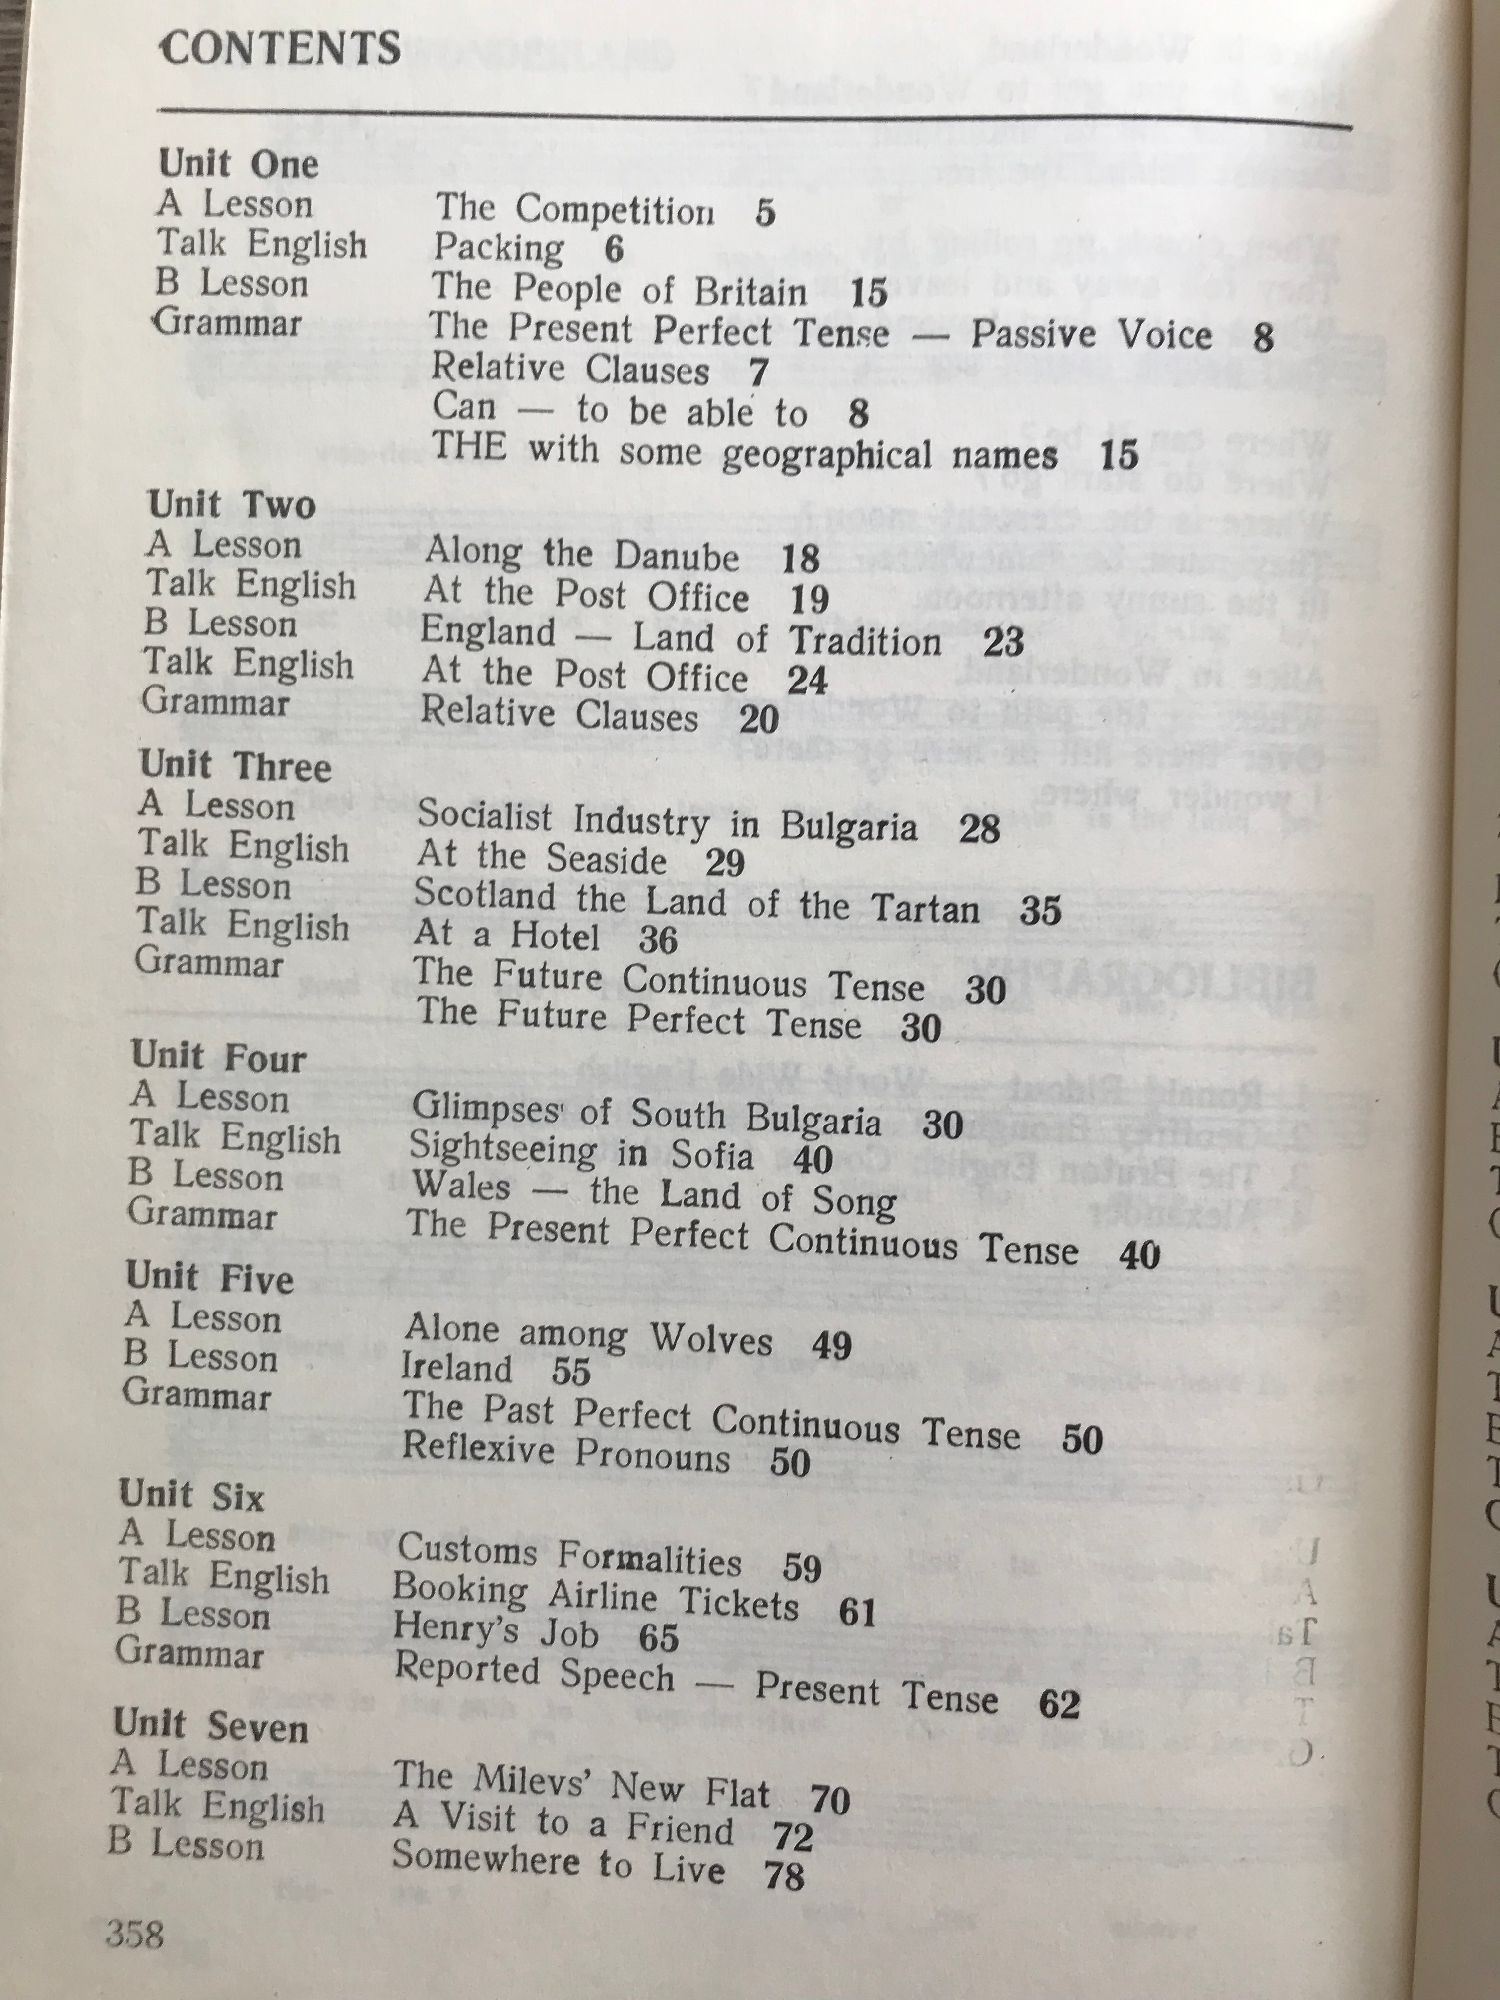 CONTENTS
Unit One
A Lesson The Competition 5
Talk English Packing 6
B Lesson The People of Britain 15
Grammar The Present Perfect Tense — Passive Voice 8
Relative Clauses 7
Can — to be able to 8
THE with some geographical names 15
Unit Two
A Lesson Along the Danube 18
Talk English At the Post Office 19
B Lesson England — Land of Tradition 23
Talk English At the Post Office 24
Grammar Relative Clauses 20
Unit Three
A Lesson Socialist Industry in Bulgaria 28
Talk English At the Seaside 29
B Lesson Scotland the Land of the Tartan 35
Talk English At a Hotel 36
Grammar The Future Continuous Tense 30
The Future Perfect Tense 30
Unit Four
A Lesson Glimpses of South Bulgaria 30
Talk English Sightseeing in Sofia 40
B Lesson Wales — the Land of Song
Grammar The Present Perfect Continuous Tense 40
Unit Five
A Lesson Alone among Wolves 49
B Lesson Ireland 55
Grammar The Past Perfect Continuous Tense 50
Reflexive Pronouns 50
Unit Six
A Lesson Customs Formalities 59
Talk English Booking Airline Tickets 61
B Lesson Henry's Job 65
Grammar Reported Speech — Present Tense 62
Unit Seven
A Lesson The Milevs' New Flat 70
Talk English A Visit to a Friend 72
B Lesson Somewhere to Live 78
358